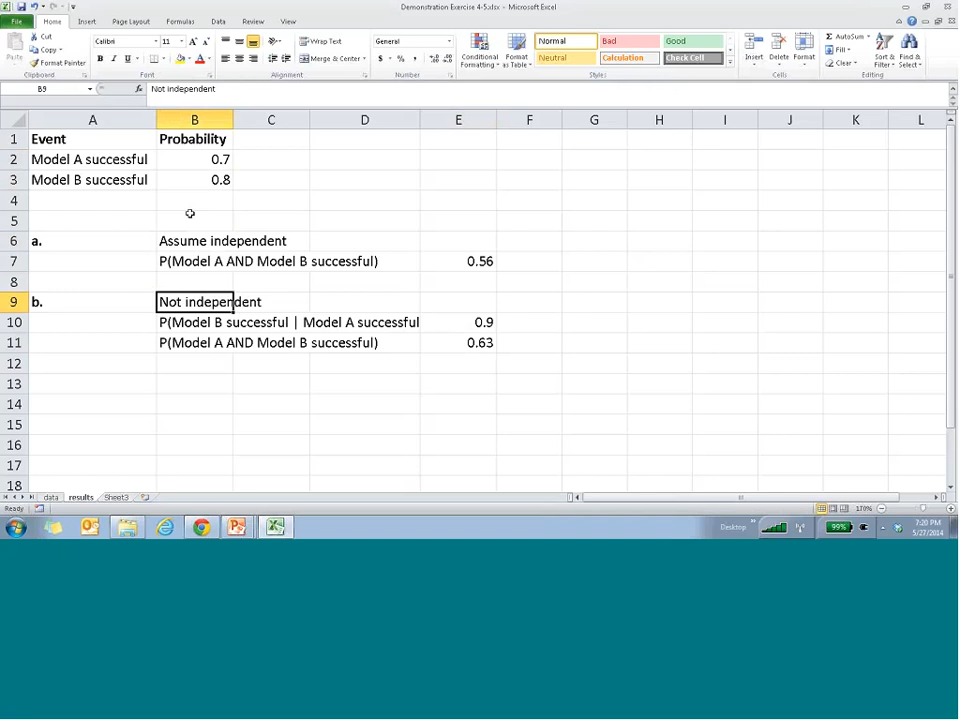 Demonstration Exercise 4-5.xlsx - Microsoft Excel
File Home Insert Page Layout Formulas Data Review View
Cut
Copy
Format Painter
Paste
Calibri 11
B I U
Wrap Text
Merge & Center
General
$ % ,
Conditional Formatting
Format as Table
Normal Bad Good
Neutral Calculation Check Cell
Insert Delete Format
AutoSum
Fill
Clear
Sort & Filter
Find & Select
Clipboard Font Alignment Number Styles Cells Editing
B9 fx Not independent
A B C D E F G H I J K L
1 Event Probability
2 Model A successful 0.7
3 Model B successful 0.8
4
5
6 a. Assume independent
7 P(Model A AND Model B successful) 0.56
8
9 b. Not independent
10 P(Model B successful | Model A successful 0.9
11 P(Model A AND Model B successful) 0.63
12
13
14
15
16
17
18
data results Sheet3
Ready 170%
Desktop 99% 7:20 PM
5/27/2014